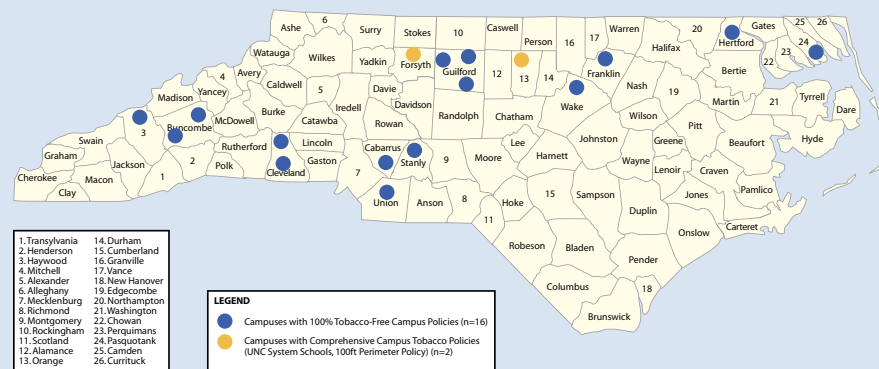 Ashe
6
Surry
Stokes
10
Caswell
Person
16
17
Warren
20
Gates
25
26
Hertford
24
23
22
Watauga
Wilkes
Yadkin
Forsyth
Guilford
12
13
14
Franklin
Halifax
Bertie
4
Avery
Caldwell
5
Iredell
Davie
Davidson
Randolph
Chatham
Wake
Nash
19
Martin
21
Tyrrell
Dare
Madison
Yancey
Burke
Catawba
Rowan
Wilson
Pitt
Beaufort
Hyde
Swain
3
Buncombe
McDowell
Rutherford
Lincoln
Cabarrus
Stanly
9
Moore
Lee
Harnett
Johnston
Wayne
Greene
Lenoir
Craven
Pamlico
Graham
Cherokee
Clay
Macon
Jackson
1
2
Polk
Cleveland
Gaston
7
Union
Anson
8
11
Hoke
15
Sampson
Duplin
Jones
Carteret
Onslow
Robeson
Bladen
Pender
Columbus
18
Brunswick
1. Transylvania
2. Henderson
3. Haywood
4. Mitchell
5. Alexander
6. Alleghany
7. Mecklenburg
8. Richmond
9. Montgomery
10. Rockingham
11. Scotland
12. Alamance
13. Orange
14. Durham
15. Cumberland
16. Granville
17. Vance
18. New Hanover
19. Edgecombe
20. Northampton
21. Washington
22. Chowan
23. Perquimans
24. Pasquotank
25. Camden
26. Currituck
LEGEND
Campuses with 100% Tobacco-Free Campus Policies (n=16)
Campuses with Comprehensive Campus Tobacco Policies
(UNC System Schools, 100ft Perimeter Policy) (n=2)